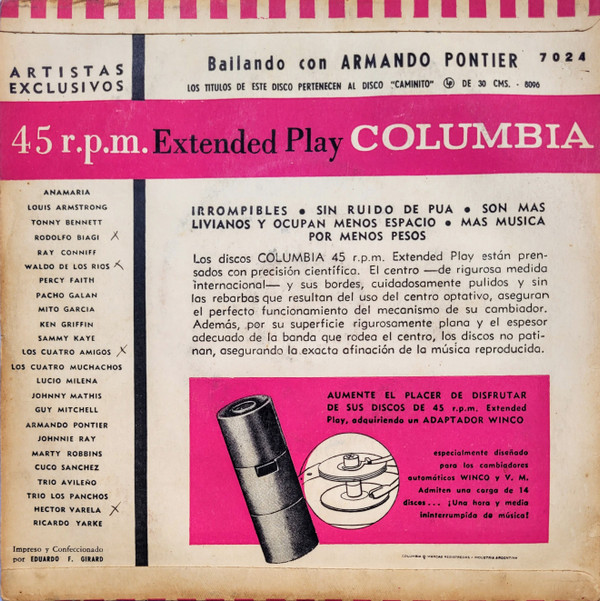 ARTISTAS
EXCLUSIVOS
Bailando con ARMANDO PONTIER 7024
LOS TITULOS DE ESTE DISCO PERTENECEN AL DISCO "CAMINITO" LP DE 30 CMS. - 8096
45 r.p.m. Extended Play COLUMBIA
ANAMARIA
LOUIS ARMSTRONG
TONNY BENNETT
RODOLFO BIAGI X
RAY CONNIFF
WALDO DE LOS RIOS X
PERCY FAITH
PACHO GALAN
MITO GARCIA
KEN GRIFFIN
SAMMY KAYE
LOS CUATRO AMIGOS X
LOS CUATRO MUCHACHOS
LUCIO MILENA
JOHNNY MATHIS
GUY MITCHELL
ARMANDO PONTIER
JOHNNIE RAY
MARTY ROBBINS
CUCO SANCHEZ
TRIO AVILEÑO
TRIO LOS PANCHOS
HECTOR VARELA X
RICARDO YARKE
Impreso y Confeccionado
por EDUARDO F. GIRARD
IRROMPIBLES • SIN RUIDO DE PUA • SON MAS
LIVIANOS Y OCUPAN MENOS ESPACIO • MAS MUSICA
POR MENOS PESOS
Los discos COLUMBIA 45 r.p.m. Extended Play están pren-
sados con precisión científica. El centro —de rigurosa medida
internacional— y sus bordes, cuidadosamente pulidos y sin
las rebarbas que resultan del uso del centro optativo, aseguran
el perfecto funcionamiento del mecanismo de su cambiador.
Además, por su superficie rigurosamente plana y el espesor
adecuado de la banda que rodea el centro, los discos no pati-
nan, asegurando la exacta afinación de la música reproducida.
AUMENTE EL PLACER DE DISFRUTAR
DE SUS DISCOS DE 45 r.p.m. Extended
Play, adquiriendo un ADAPTADOR WINCO
especialmente diseñado
para los cambiadores
automáticos WINCO y V. M.
Admiten una carga de 14
discos... ¡Una hora y media
ininterrumpida de música!
COLUMBIA MARCAS REGISTRADAS - INDUSTRIA ARGENTINA